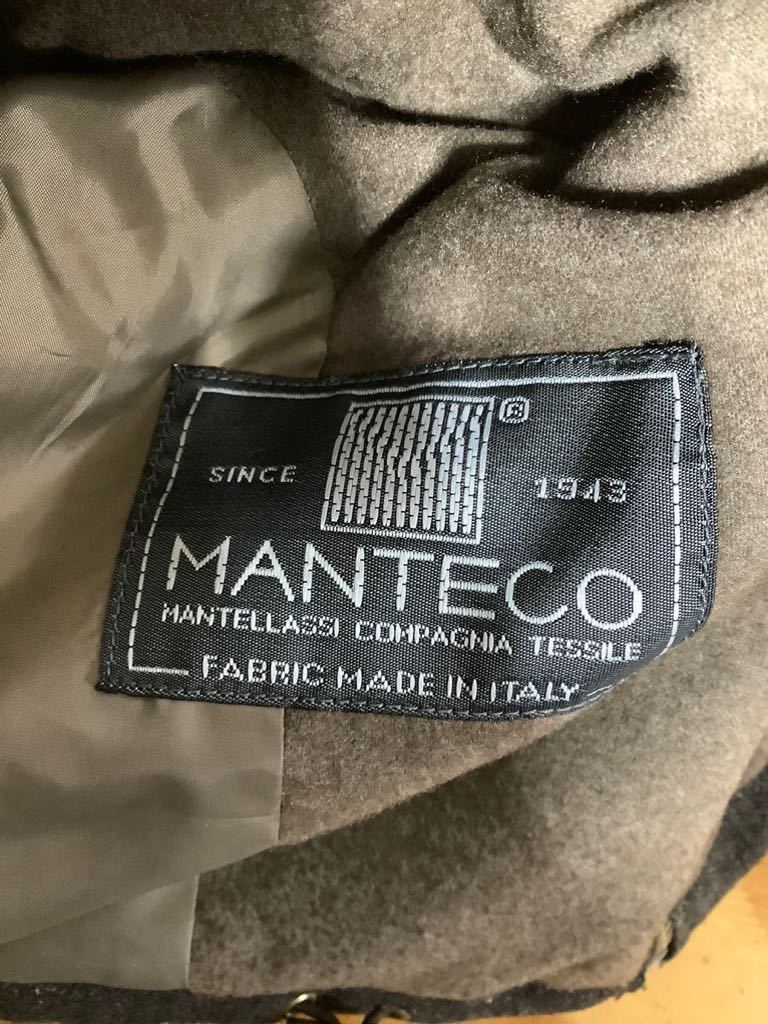 ®
SINCE 1943
MANTECO
MANTELLASSI COMPAGNIA TESSILE
FABRIC MADE IN ITALY